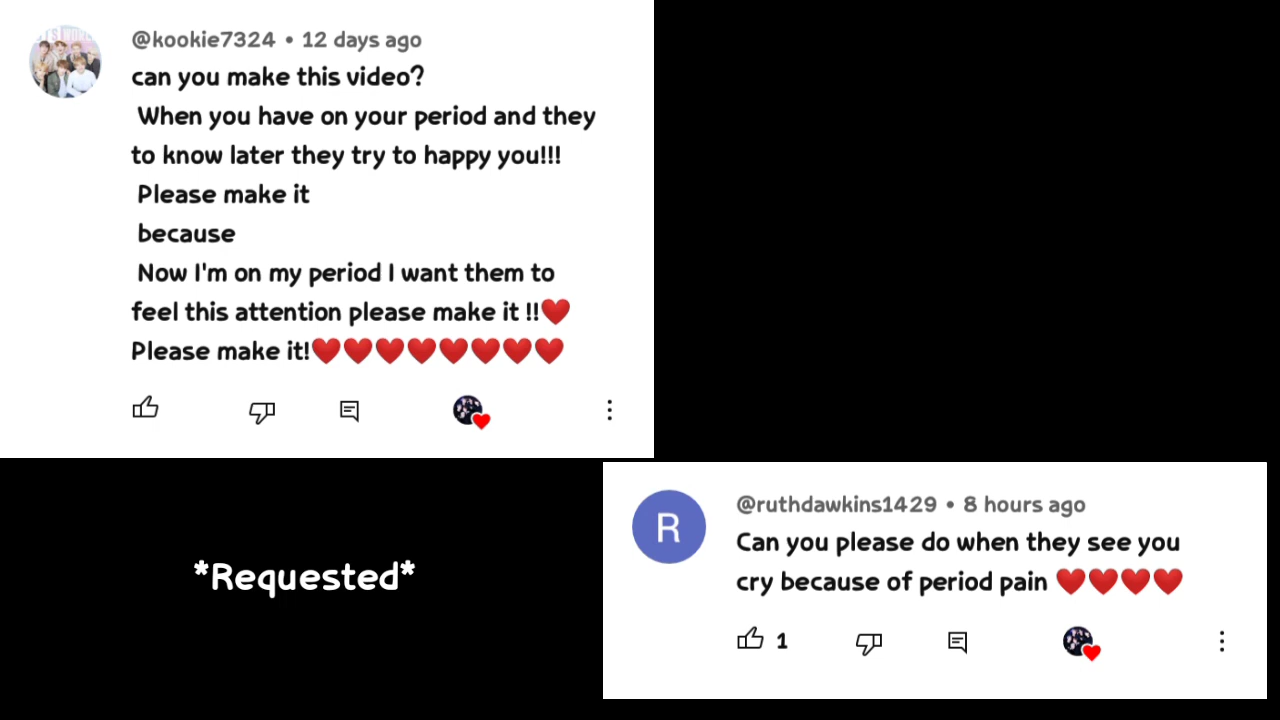 @kookie7324 • 12 days ago
can you make this video?
When you have on your period and they
to know later they try to happy you!!!
Please make it
because
Now I'm on my period I want them to
feel this attention please make it !!❤️
Please make it!❤️❤️❤️❤️❤️❤️❤️❤️
*Requested*
R
@ruthdawkins1429 • 8 hours ago
Can you please do when they see you
cry because of period pain ❤️❤️❤️❤️
1